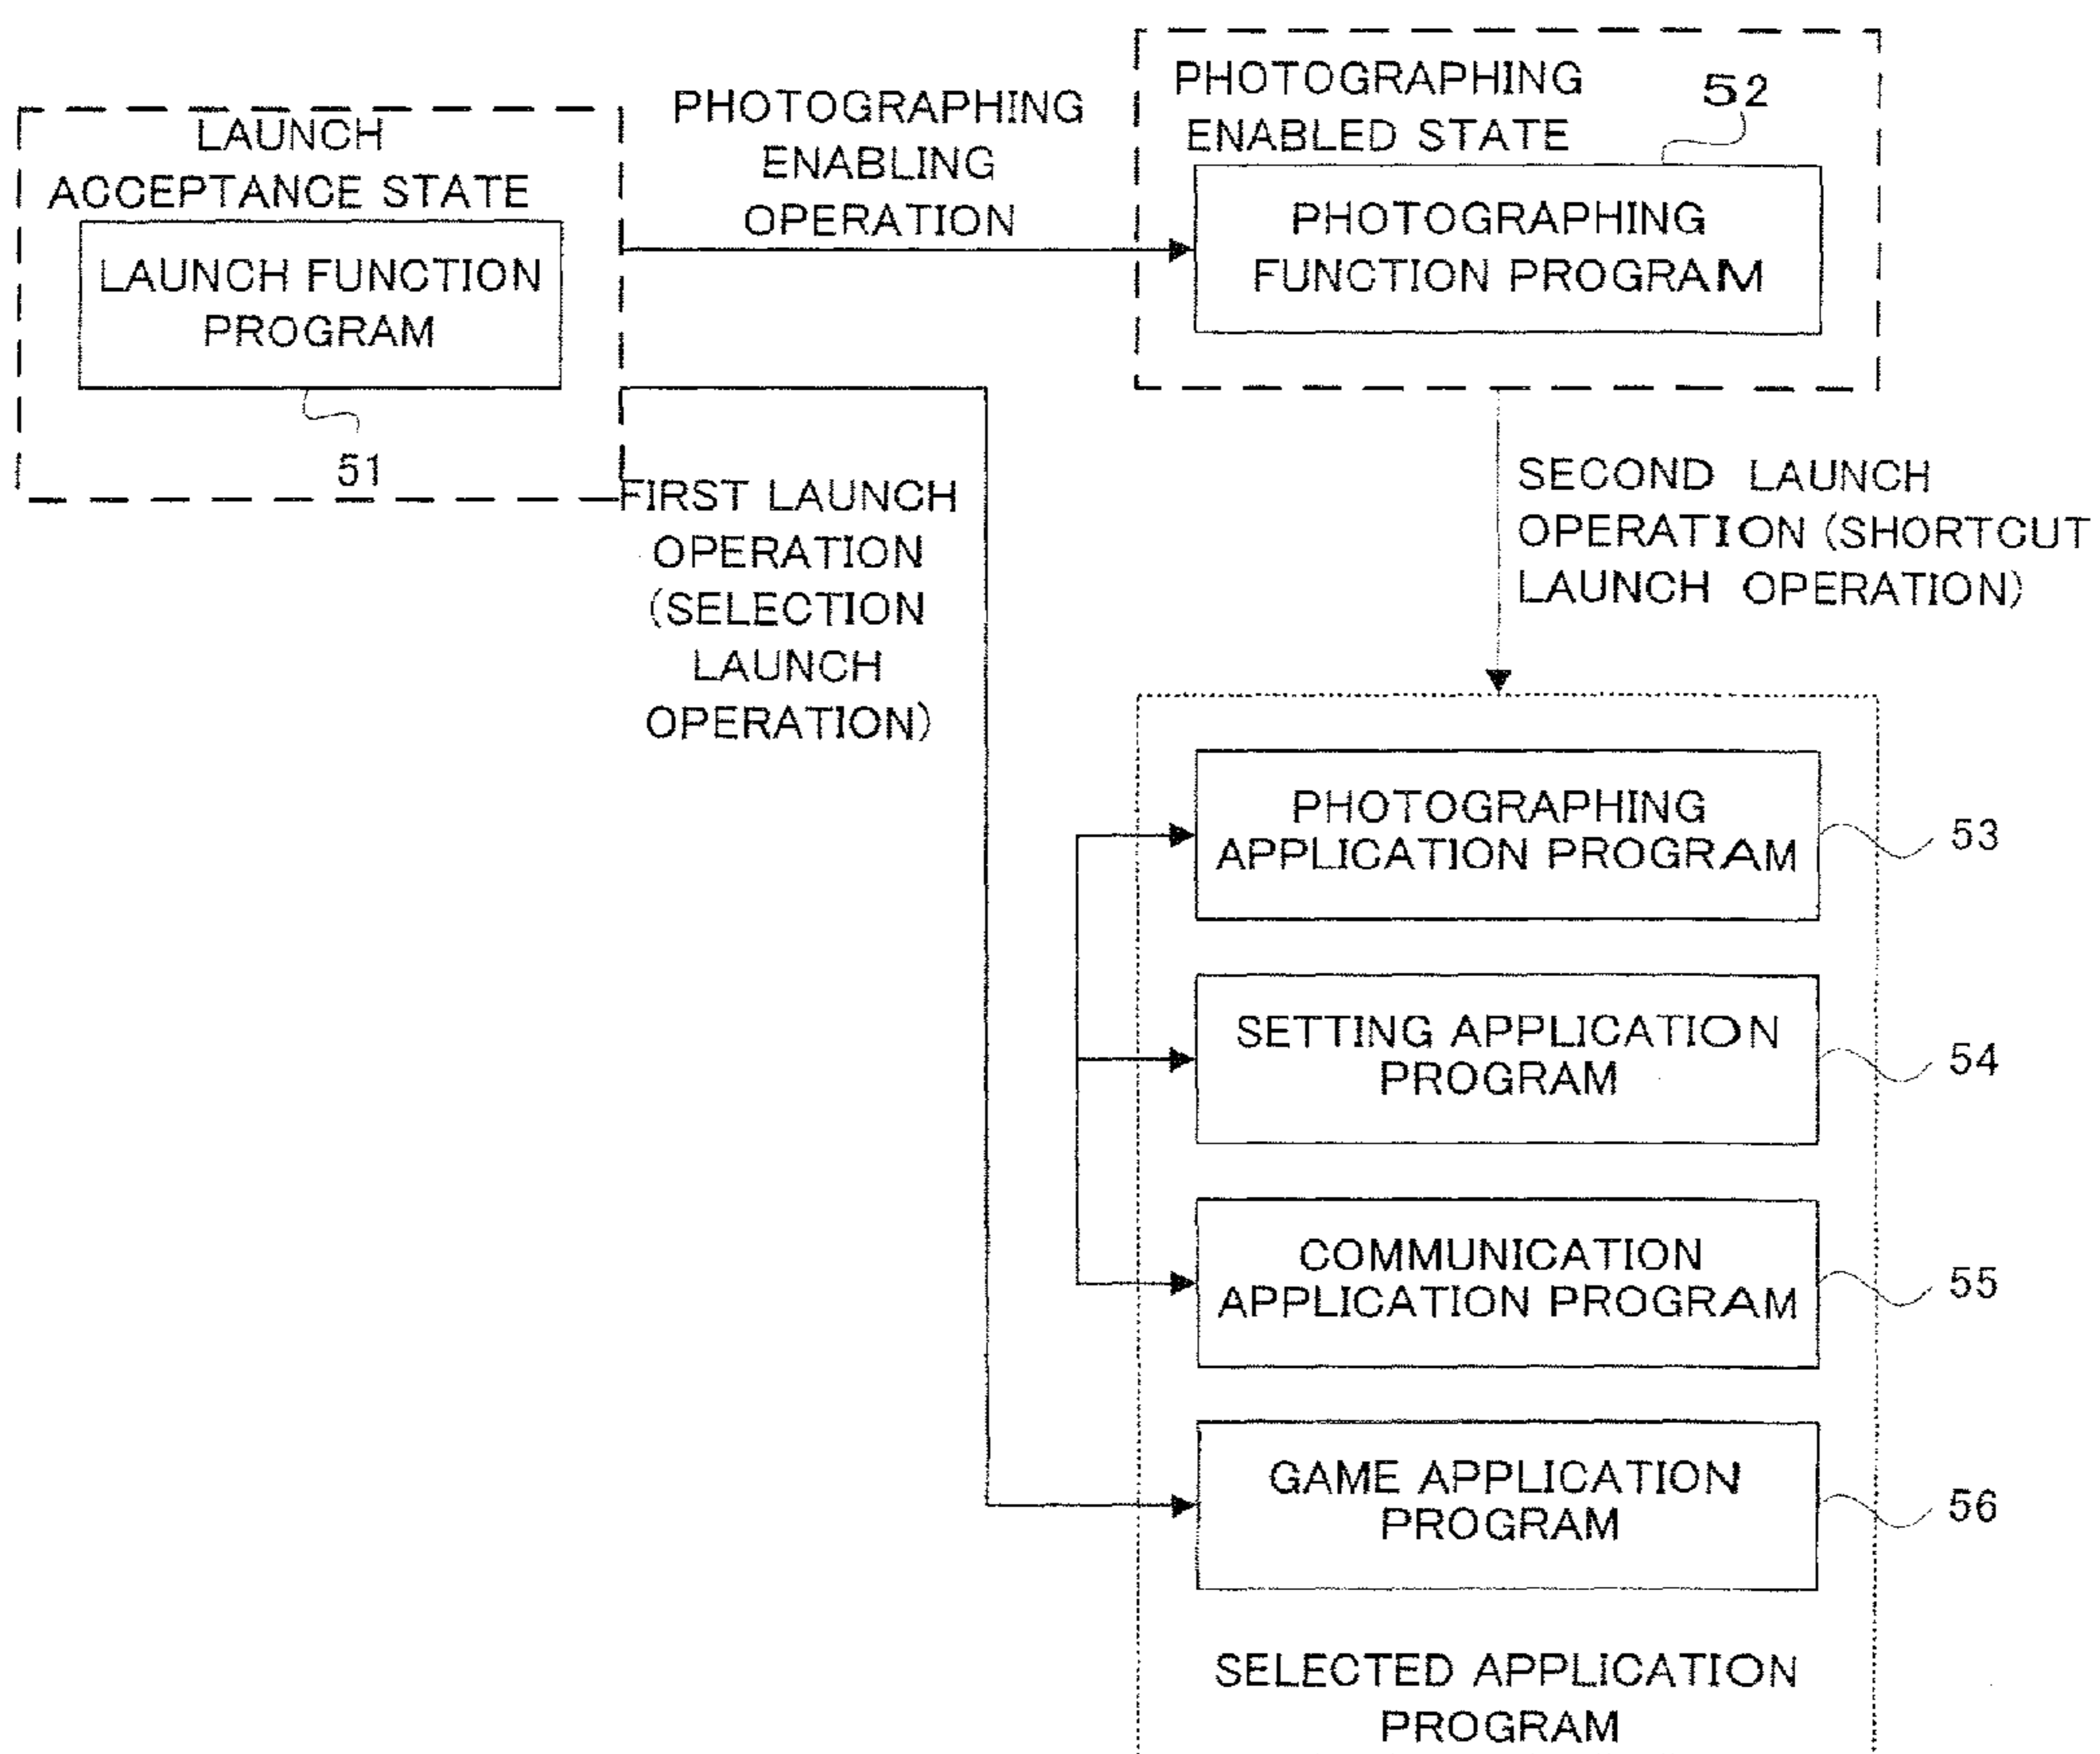 LAUNCH
ACCEPTANCE STATE
LAUNCH FUNCTION
PROGRAM
51
PHOTOGRAPHING
ENABLING
OPERATION
PHOTOGRAPHING
ENABLED STATE
52
PHOTOGRAPHING
FUNCTION PROGRAM
FIRST LAUNCH
OPERATION
(SELECTION
LAUNCH
OPERATION)
SECOND LAUNCH
OPERATION (SHORTCUT
LAUNCH OPERATION)
PHOTOGRAPHING
APPLICATION PROGRAM
53
SETTING APPLICATION
PROGRAM
54
COMMUNICATION
APPLICATION PROGRAM
55
GAME APPLICATION
PROGRAM
56
SELECTED APPLICATION
PROGRAM